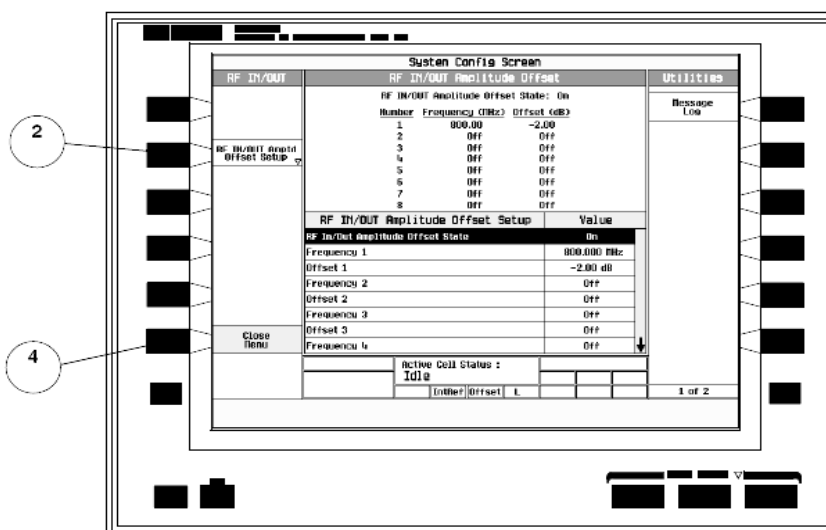 System Config Screen
RF IN/OUT
RF IN/OUT Amplitude Offset
Utilities
RF IN/OUT Amplitude Offset State: On
Number Frequency (MHz) Offset (dB)
1 800.00 -2.00
2 Off Off
3 Off Off
4 Off Off
5 Off Off
6 Off Off
7 Off Off
8 Off Off
Message
Log
2
RF IN/OUT Amptd
Offset Setup
RF IN/OUT Amplitude Offset Setup Value
RF In/Out Amplitude Offset State On
Frequency 1 800.000 MHz
Offset 1 -2.00 dB
Frequency 2 Off
Offset 2 Off
Frequency 3 Off
Offset 3 Off
Frequency 4 Off
4
Close
Menu
Active Cell Status :
Idle
IntRef Offset L
1 of 2